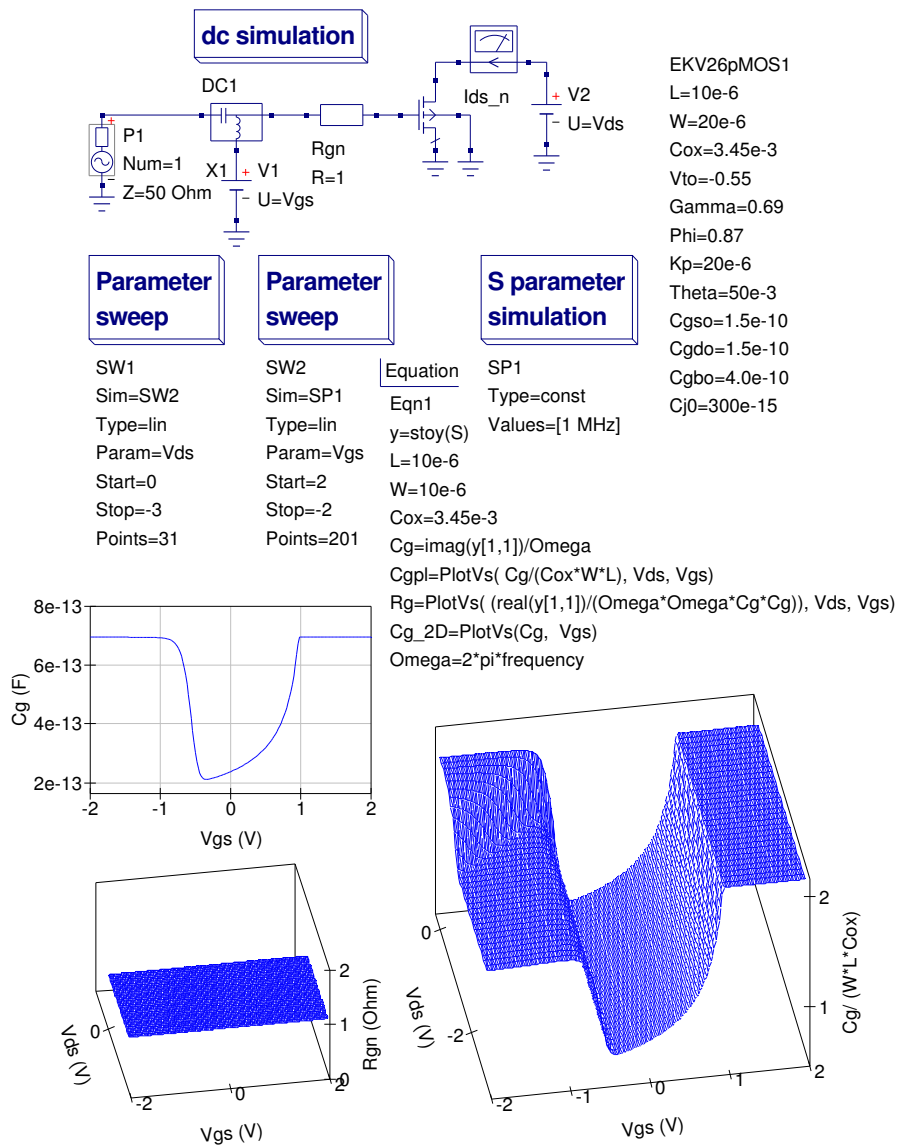 dc simulation
DC1
P1
Num=1
Z=50 Ohm
X1
V1
U=Vgs
Rgn
R=1
Ids_n
V2
U=Vds
EKV26pMOS1
L=10e-6
W=20e-6
Cox=3.45e-3
Vto=-0.55
Gamma=0.69
Phi=0.87
Kp=20e-6
Theta=50e-3
Cgso=1.5e-10
Cgdo=1.5e-10
Cgbo=4.0e-10
Cj0=300e-15
Parameter
sweep
SW1
Sim=SW2
Type=lin
Param=Vds
Start=0
Stop=-3
Points=31
Parameter
sweep
SW2
Sim=SP1
Type=lin
Param=Vgs
Start=2
Stop=-2
Points=201
Equation
Eqn1
y=stoy(S)
L=10e-6
W=10e-6
Cox=3.45e-3
Cg=imag(y[1,1])/Omega
Cgpl=PlotVs( Cg/(Cox*W*L), Vds, Vgs)
Rg=PlotVs( (real(y[1,1])/(Omega*Omega*Cg*Cg)), Vds, Vgs)
Cg_2D=PlotVs(Cg, Vgs)
Omega=2*pi*frequency
S parameter
simulation
SP1
Type=const
Values=[1 MHz]
8e-13
6e-13
4e-13
2e-13
Cg (F)
-2
-1
0
1
2
Vgs (V)
0
Vds (V)
-2
0
2
Vgs (V)
0
1
2
Rgn (Ohm)
0
-2
Vds (V)
-2
-1
0
1
2
Vgs (V)
1
2
Cg/ (W*L*Cox)